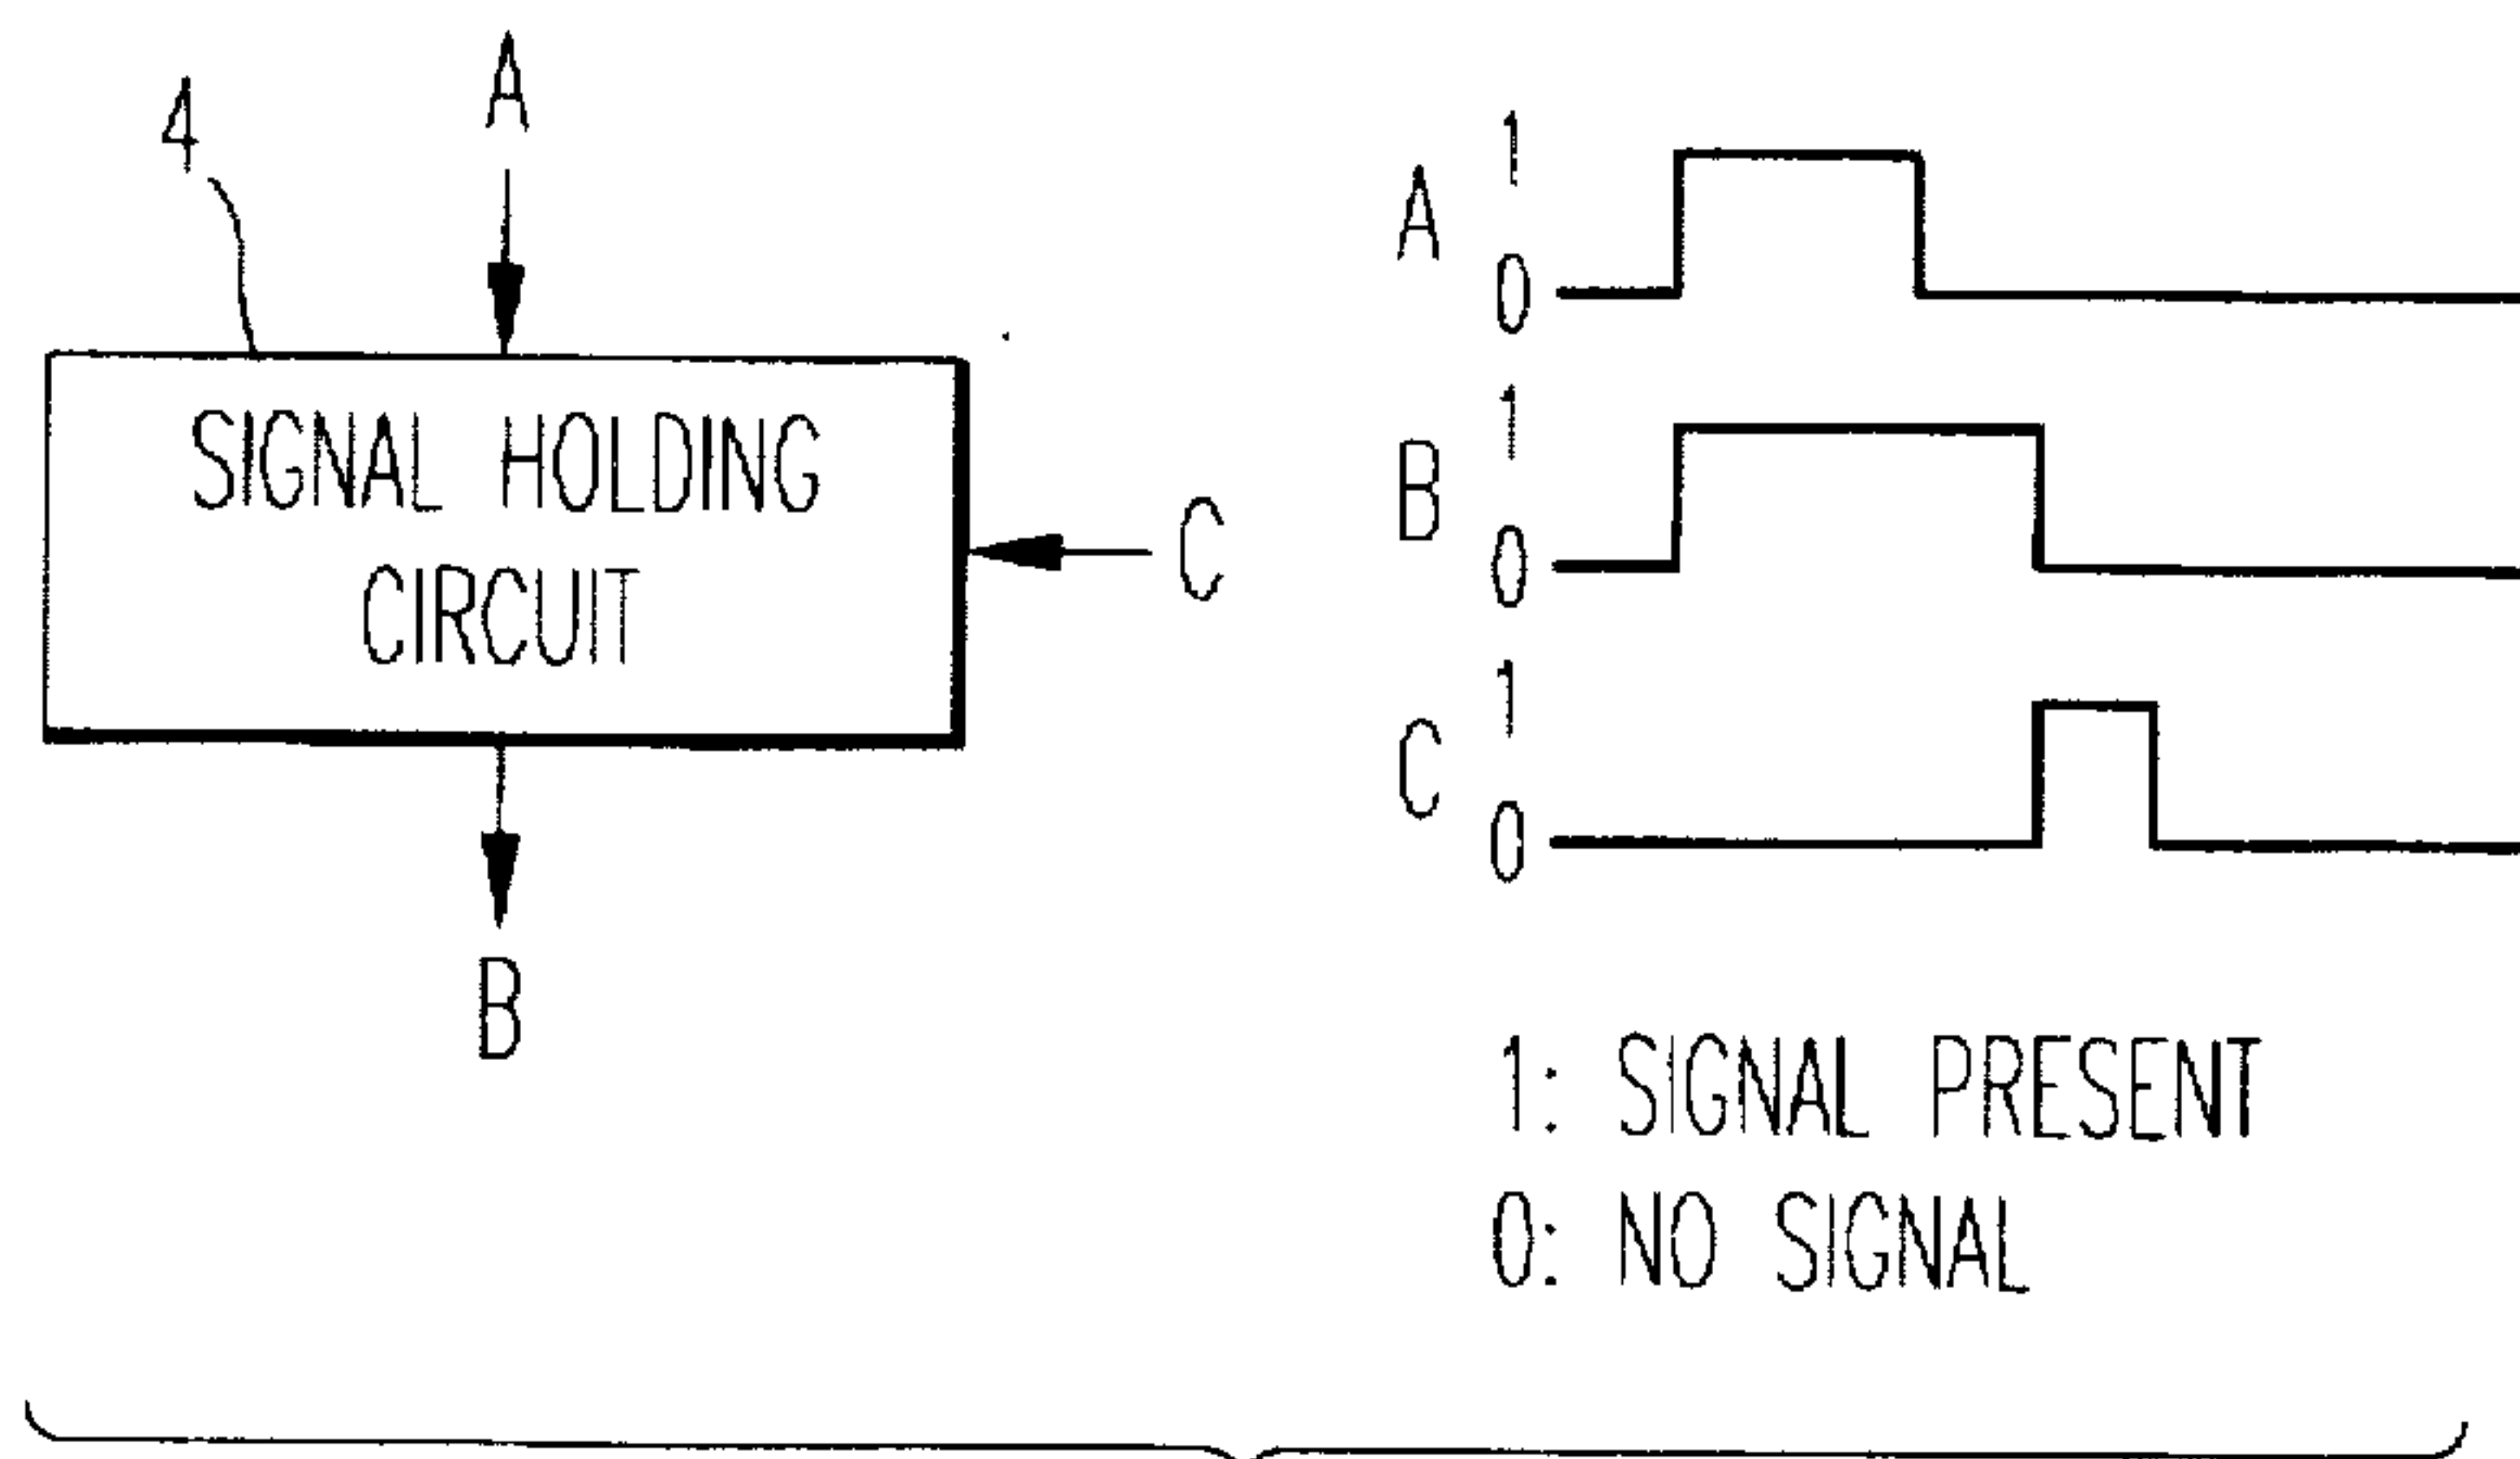 4
A
SIGNAL HOLDING
CIRCUIT
C
B
A
1
0
B
1
0
C
1
0
1: SIGNAL PRESENT
0: NO SIGNAL